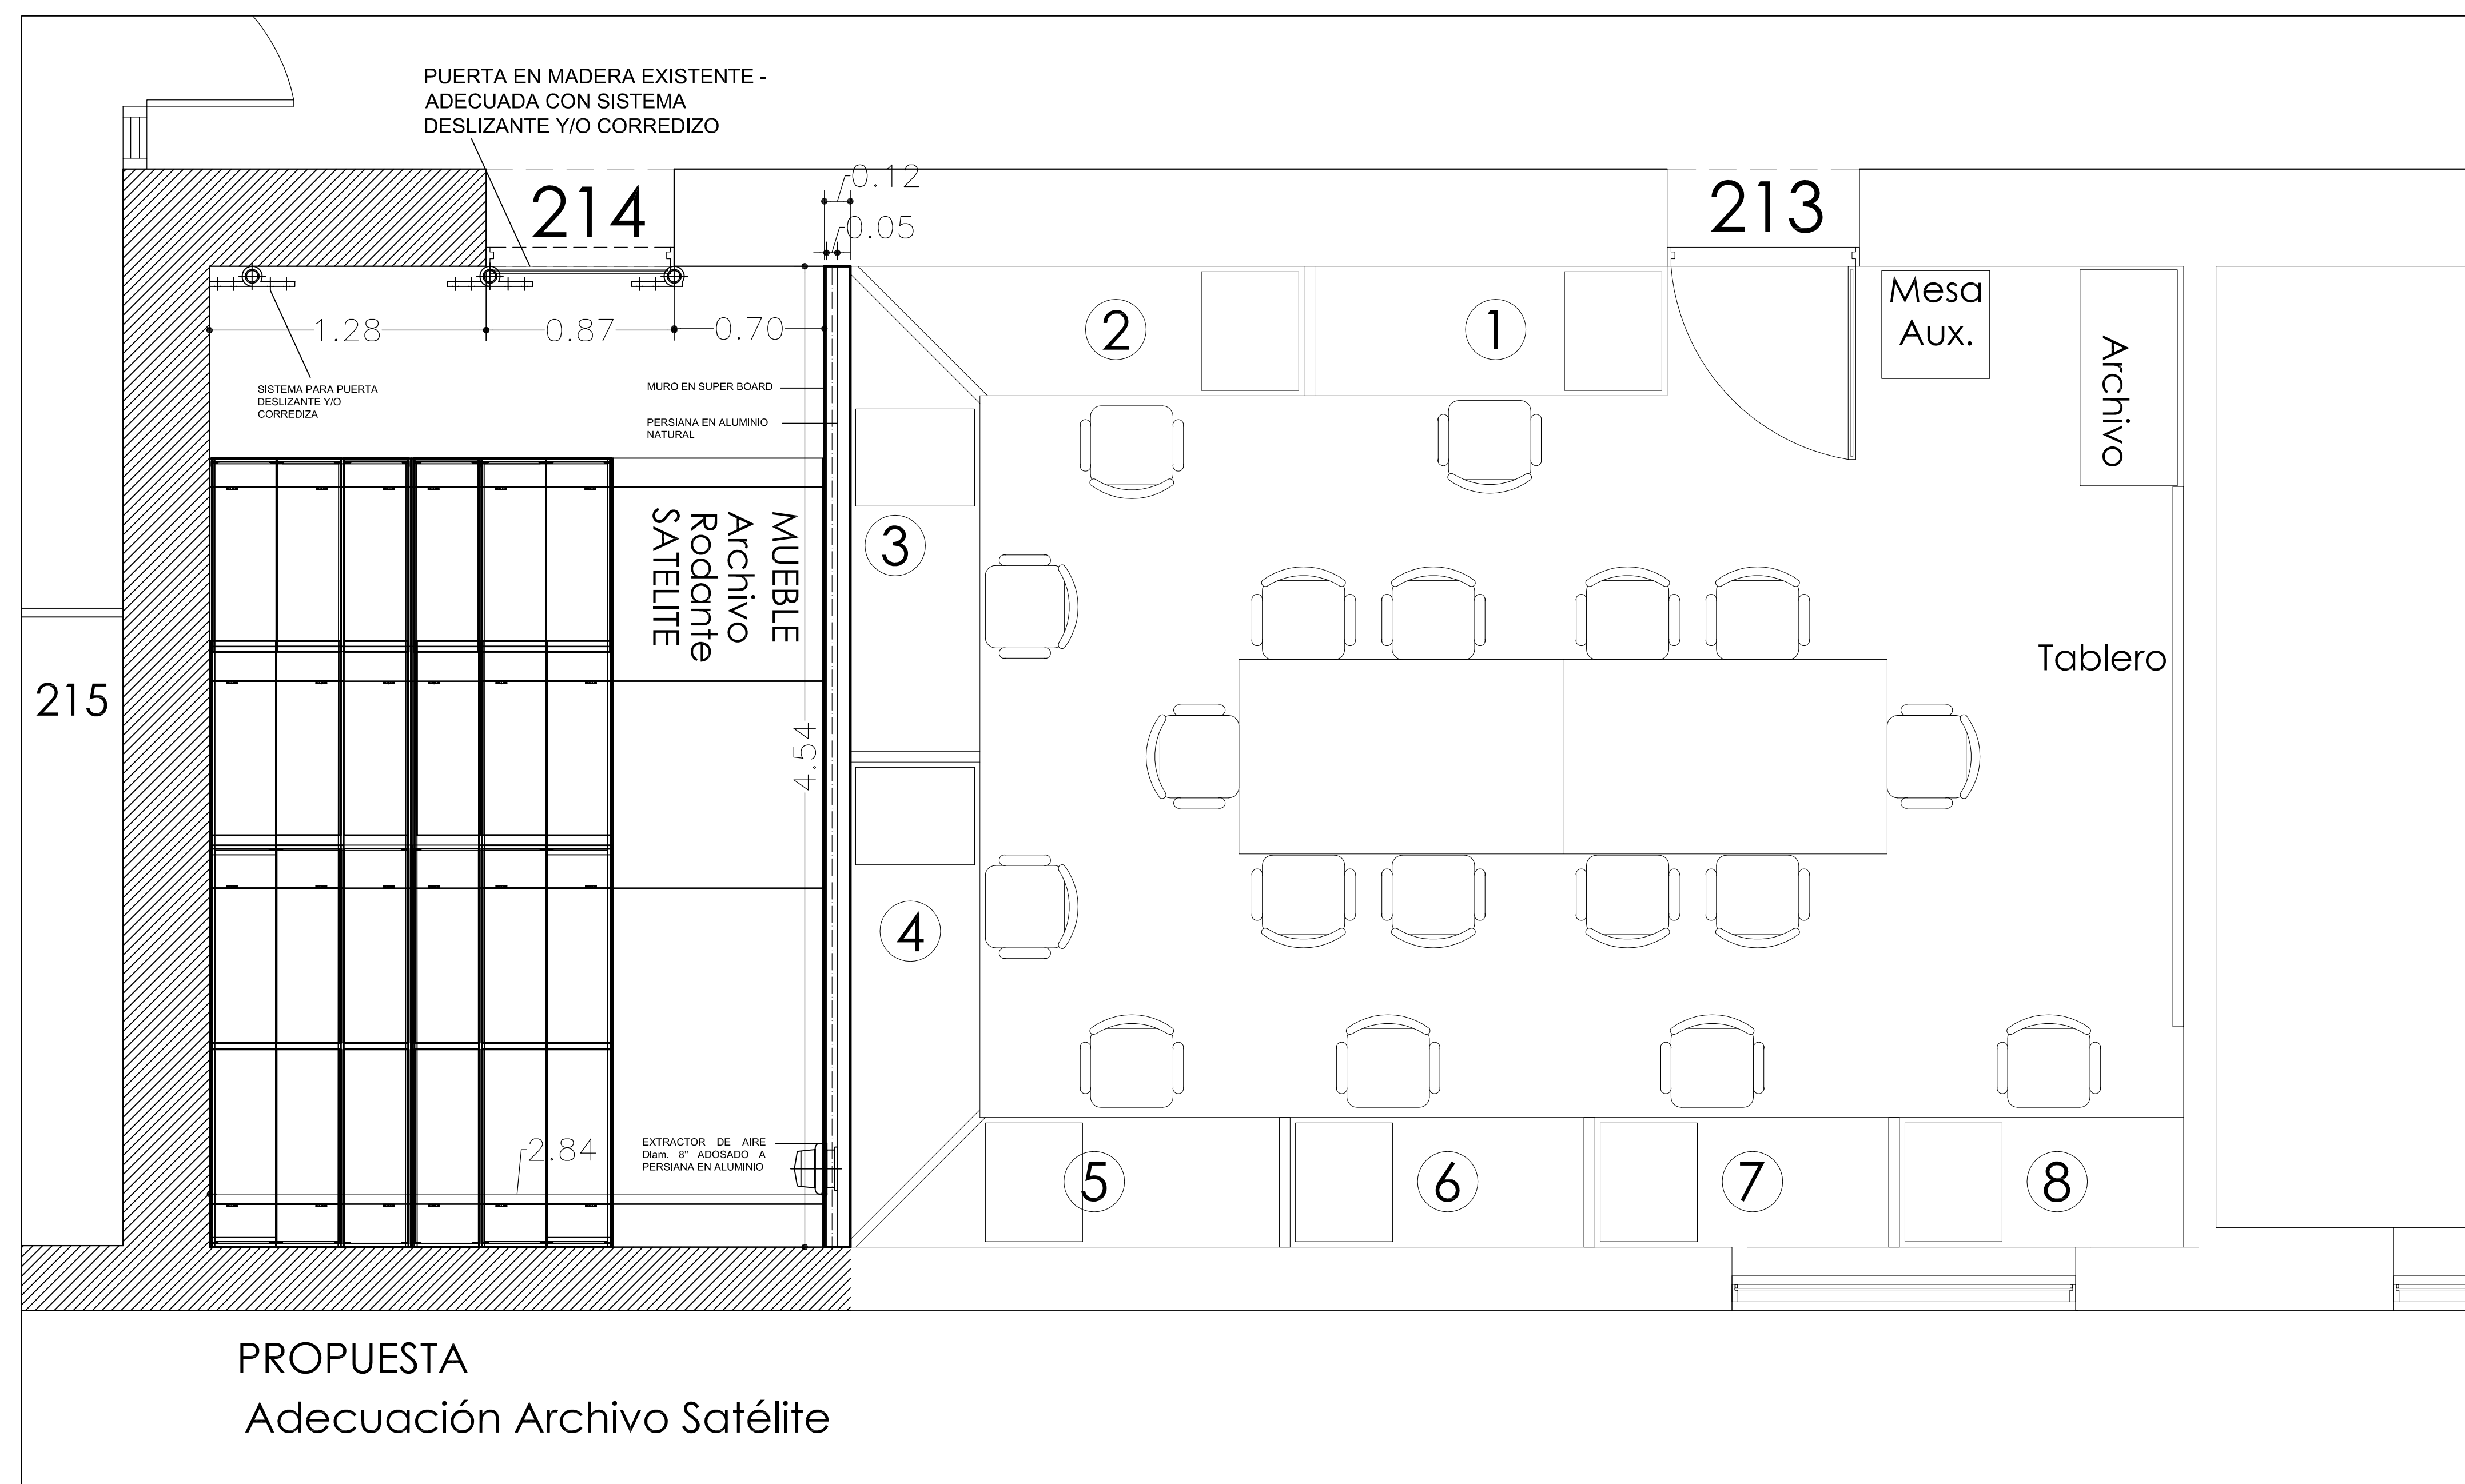 PUERTA EN MADERA EXISTENTE -
ADECUADA CON SISTEMA
DESLIZANTE Y/O CORREDIZO
214
0.12
0.05
213
1.28
0.87
0.70
SISTEMA PARA PUERTA
DESLIZANTE Y/O
CORREDIZA
MURO EN SUPER BOARD
PERSIANA EN ALUMINIO
NATURAL
2
1
Mesa
Aux.
Archivo
MUEBLE
Archivo
Rodante
SATELITE
3
215
4.54
Tablero
4
2.84
EXTRACTOR DE AIRE
Diam. 8" ADOSADO A
PERSIANA EN ALUMINIO
5
6
7
8
PROPUESTA
Adecuación Archivo Satélite